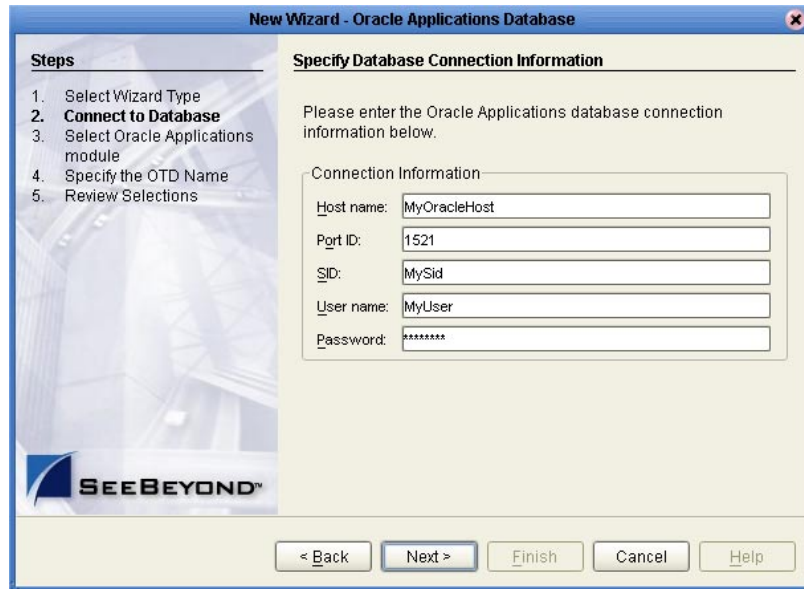 New Wizard - Oracle Applications Database
Steps
1. Select Wizard Type
2. Connect to Database
3. Select Oracle Applications
module
4. Specify the OTD Name
5. Review Selections
SEEBEYOND™
Specify Database Connection Information
Please enter the Oracle Applications database connection
information below.
Connection Information
Host name: MyOracleHost
Port ID: 1521
SID: MySid
User name: MyUser
Password: ********
< Back Next > Finish Cancel Help